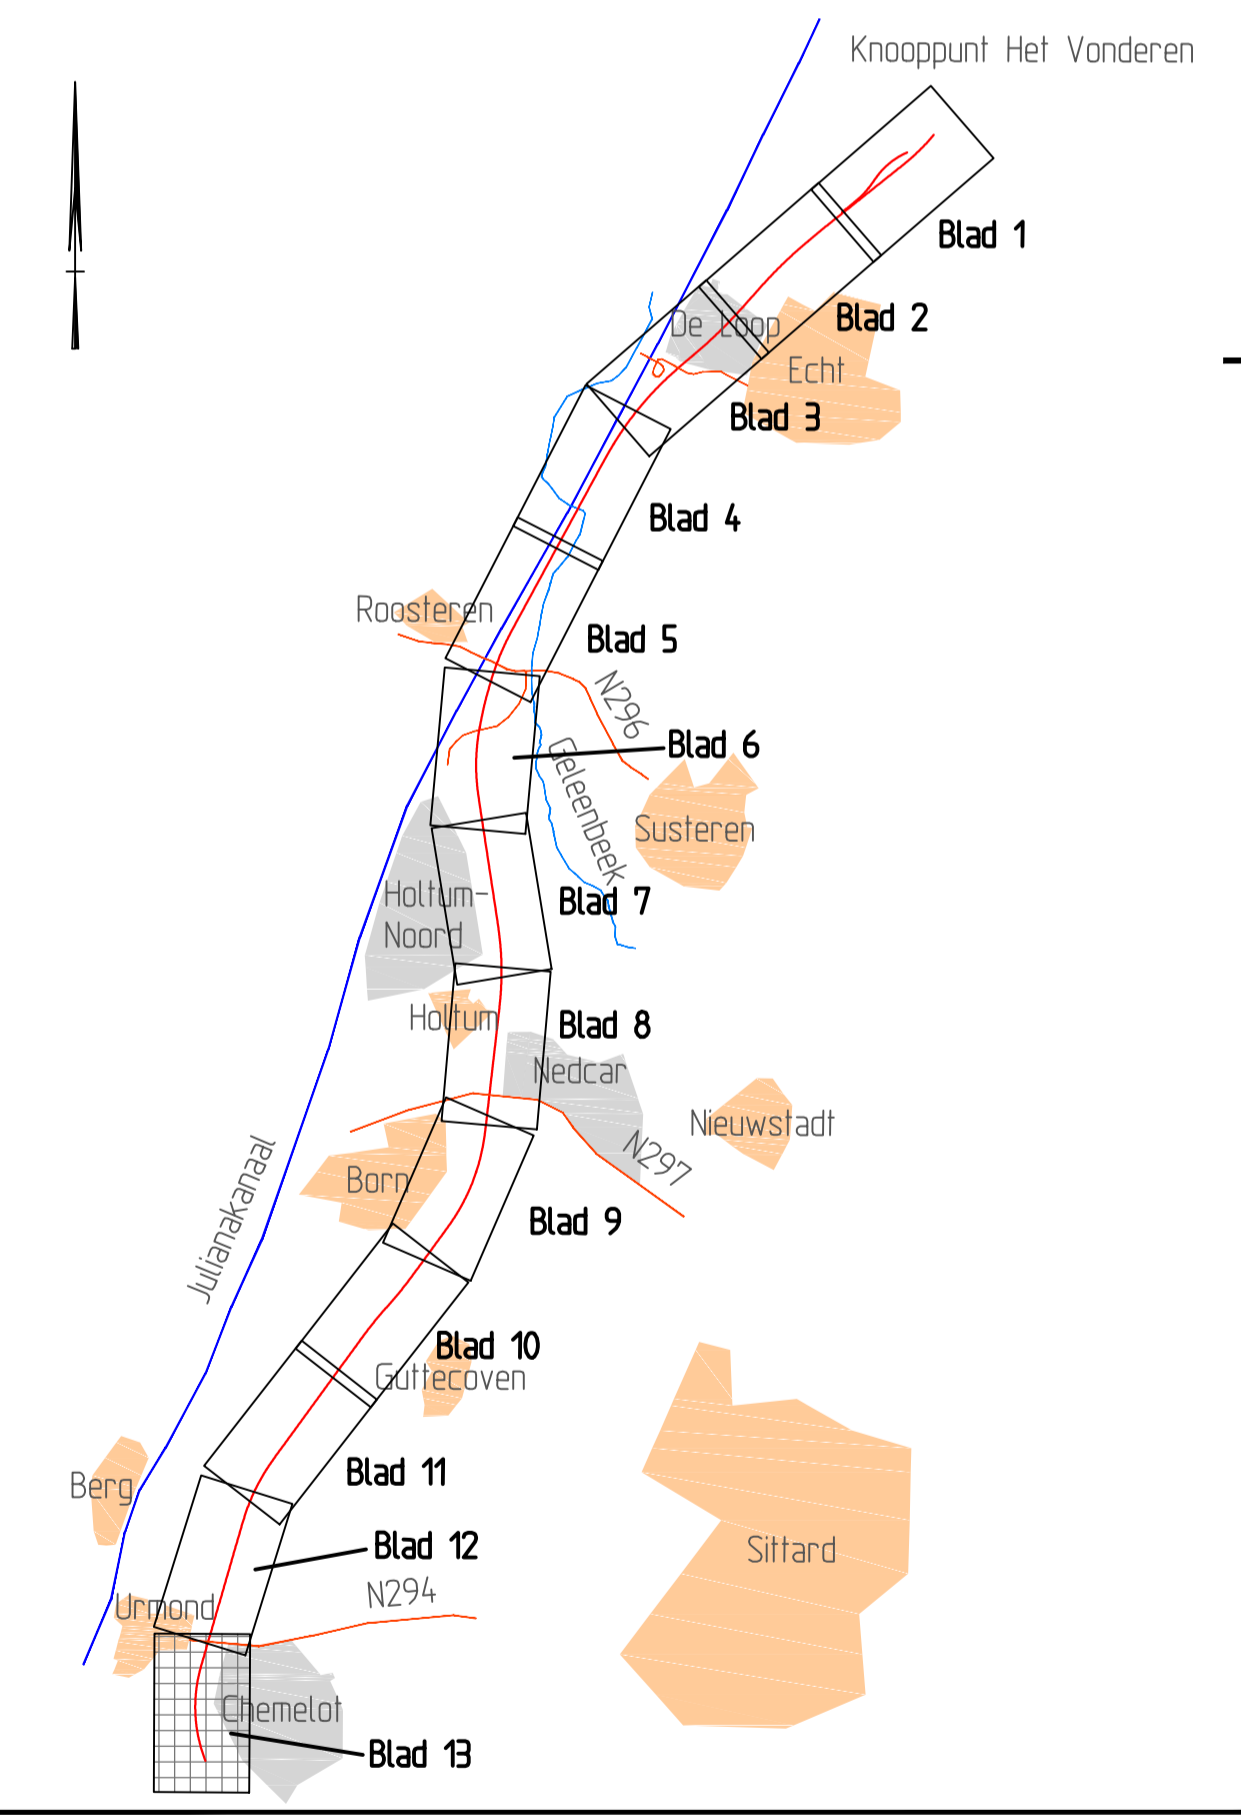 Knooppunt Het Vonderen
Blad 1
Blad 2
De Loop
Echt
Blad 3
Blad 4
Roosteren
Blad 5
N296
Blad 6
Geleenbeek
Susteren
Holtum-
Noord
Blad 7
Holtum
Blad 8
Nedcar
Nieuwstadt
N297
Born
Julianakanaal
Blad 9
Blad 10
Guttecoven
Blad 11
Berg
Blad 12
Sittard
N294
Urmond
Chemelot
Blad 13